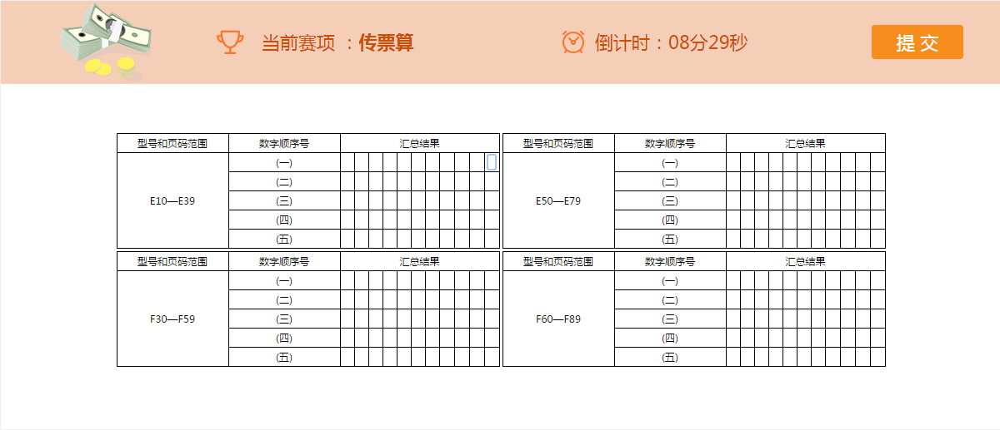 当前赛项 ：传票算
倒计时：08分29秒
提 交
型号和页码范围 数字顺序号 汇总结果 型号和页码范围 数字顺序号 汇总结果
E10—E39 E50—E79
(一) (一)
(二) (二)
(三) (三)
(四) (四)
(五) (五)
型号和页码范围 数字顺序号 汇总结果 型号和页码范围 数字顺序号 汇总结果
F30—F59 F60—F89
(一) (一)
(二) (二)
(三) (三)
(四) (四)
(五) (五)